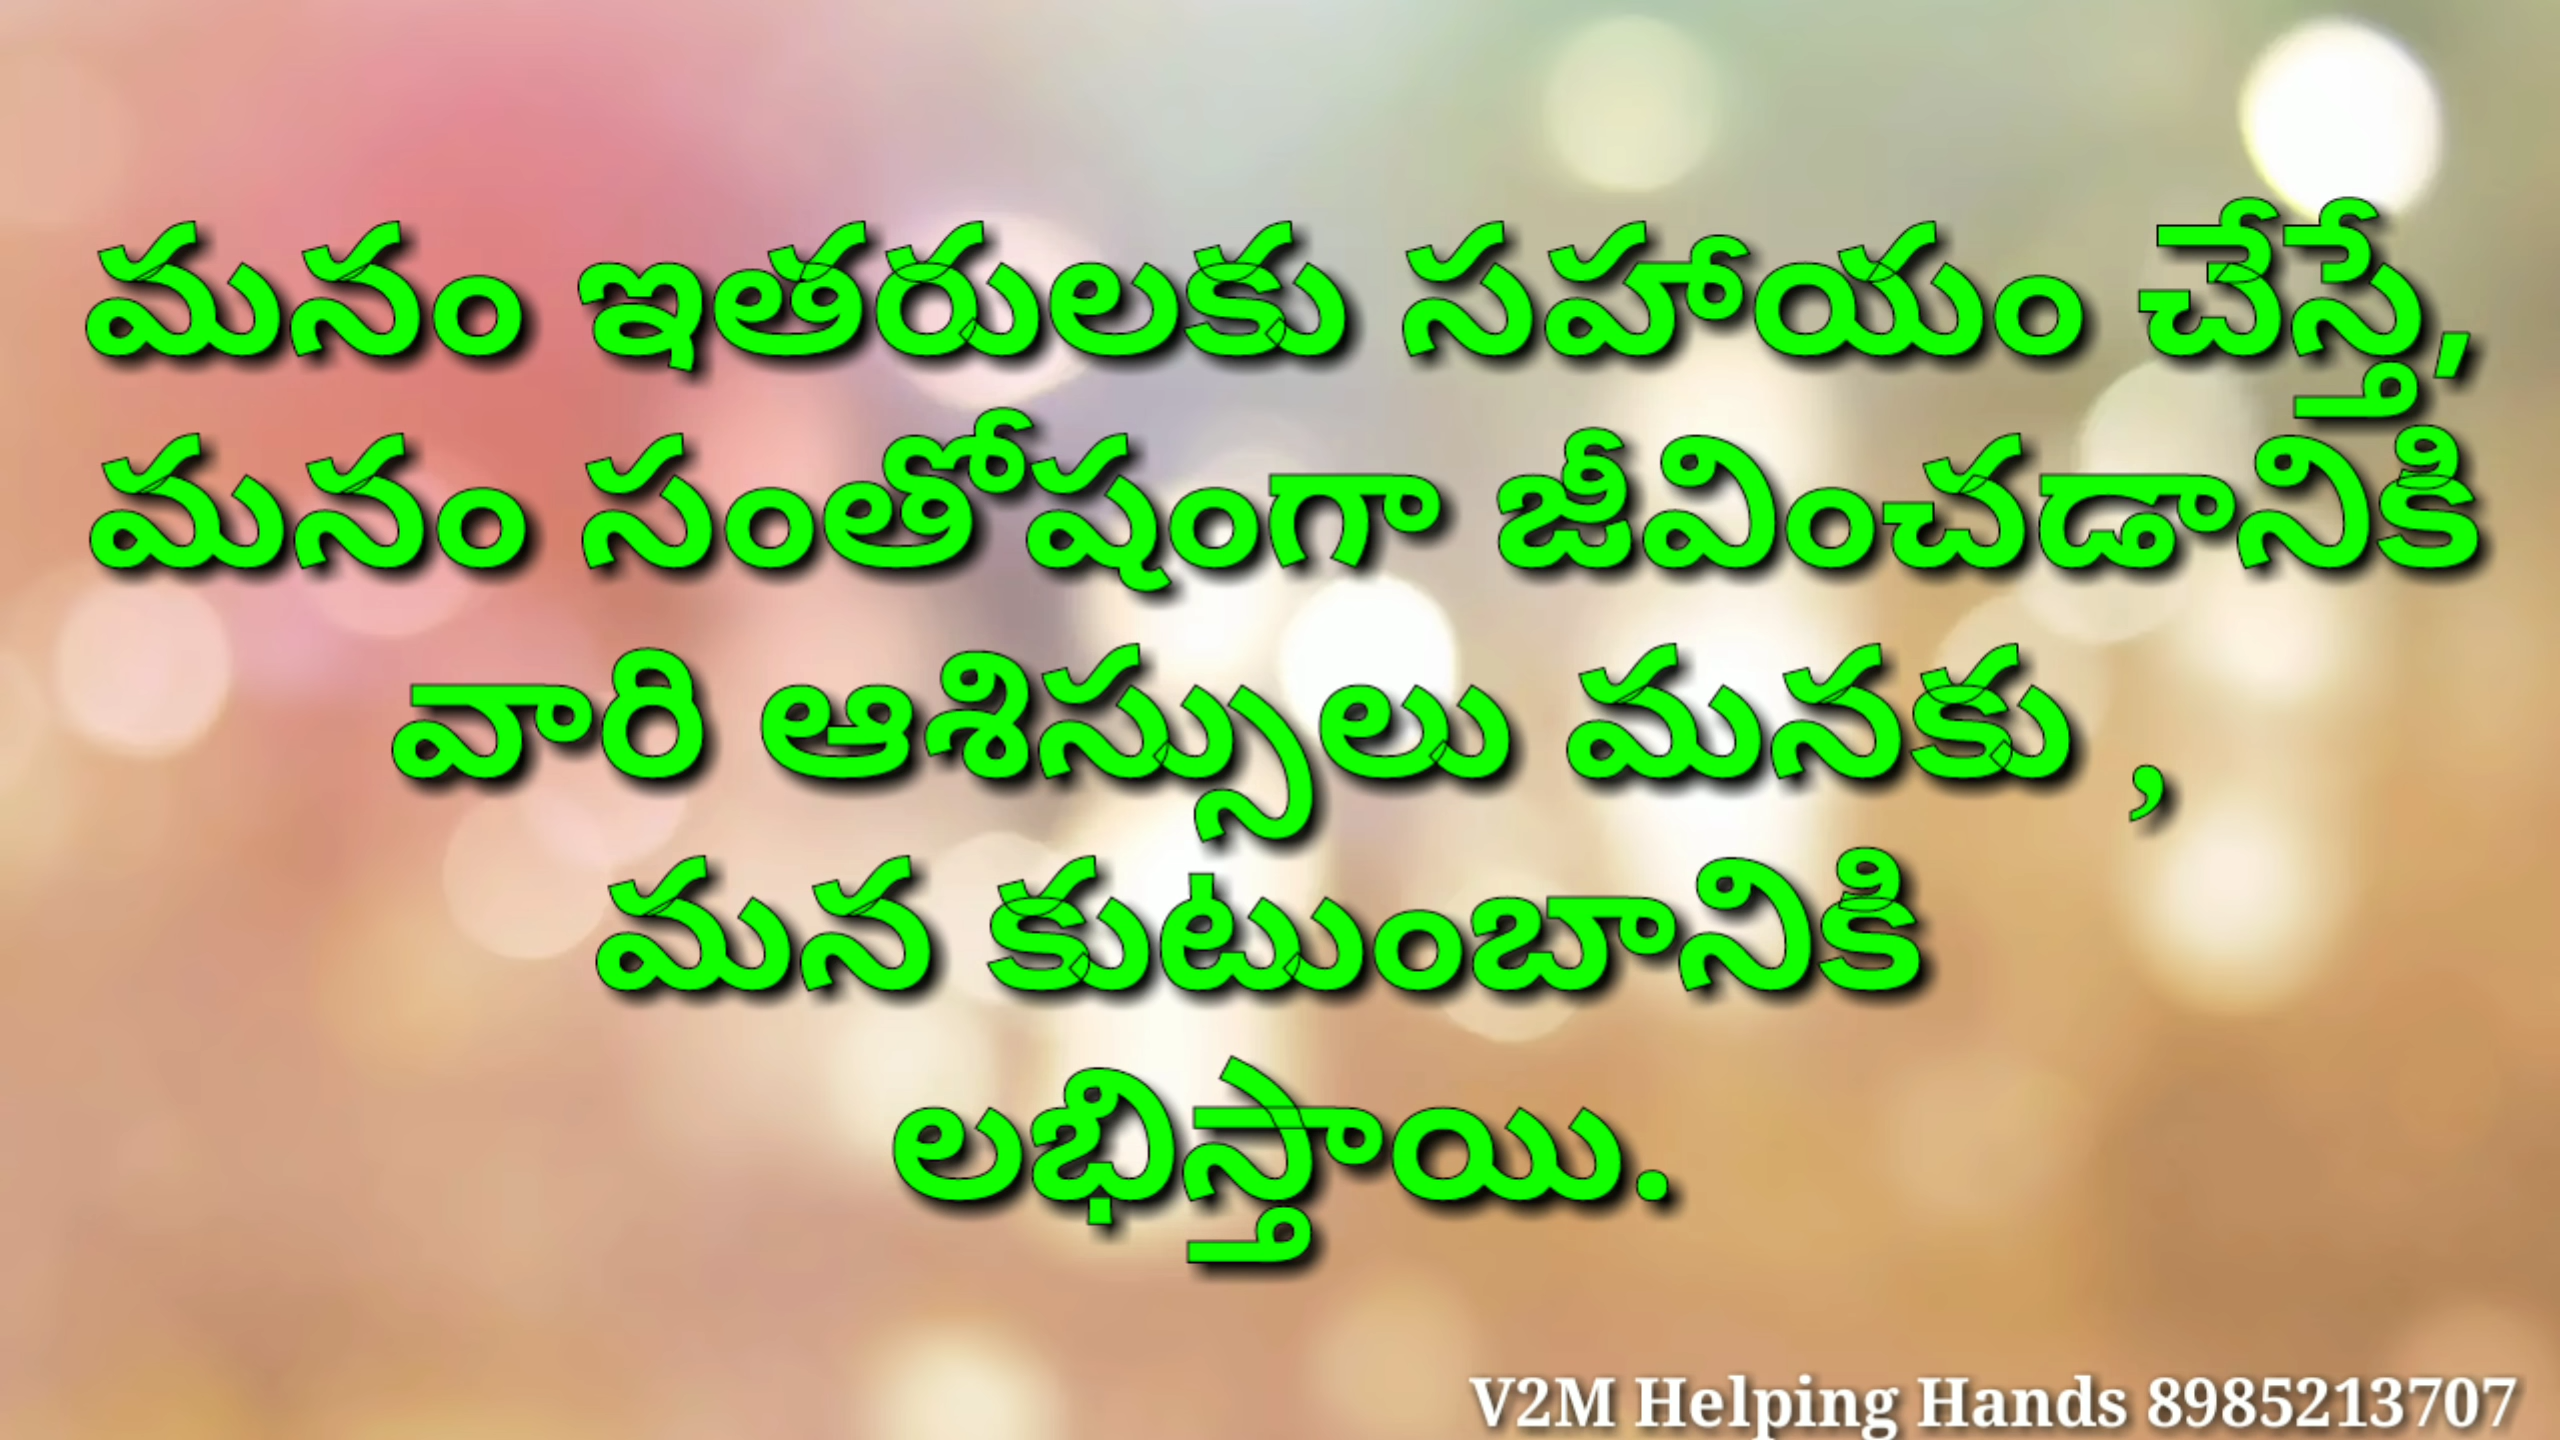 మనం ఇతరులకు సహాయం చేస్తే,
మనం సంతోషంగా జీవించడానికి
వారి ఆశిస్సులు మనకు ,
మన కుటుంబానికి
లభిస్తాయి.
V2M Helping Hands 8985213707